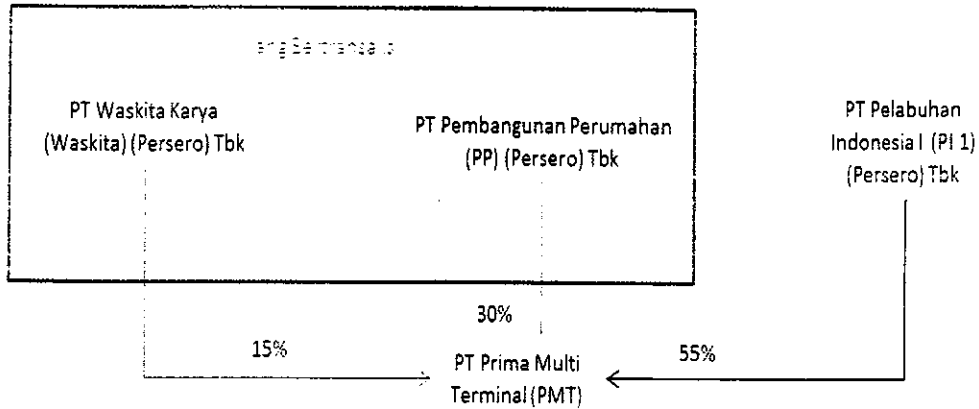 PT Waskita Karya
(Waskita) (Persero) Tbk
PT Pembangunan Perumahan
(PP) (Persero) Tbk
PT Pelabuhan
Indonesia I (PI 1)
(Persero) Tbk
30%
15%
55%
PT Prima Multi
Terminal (PMT)